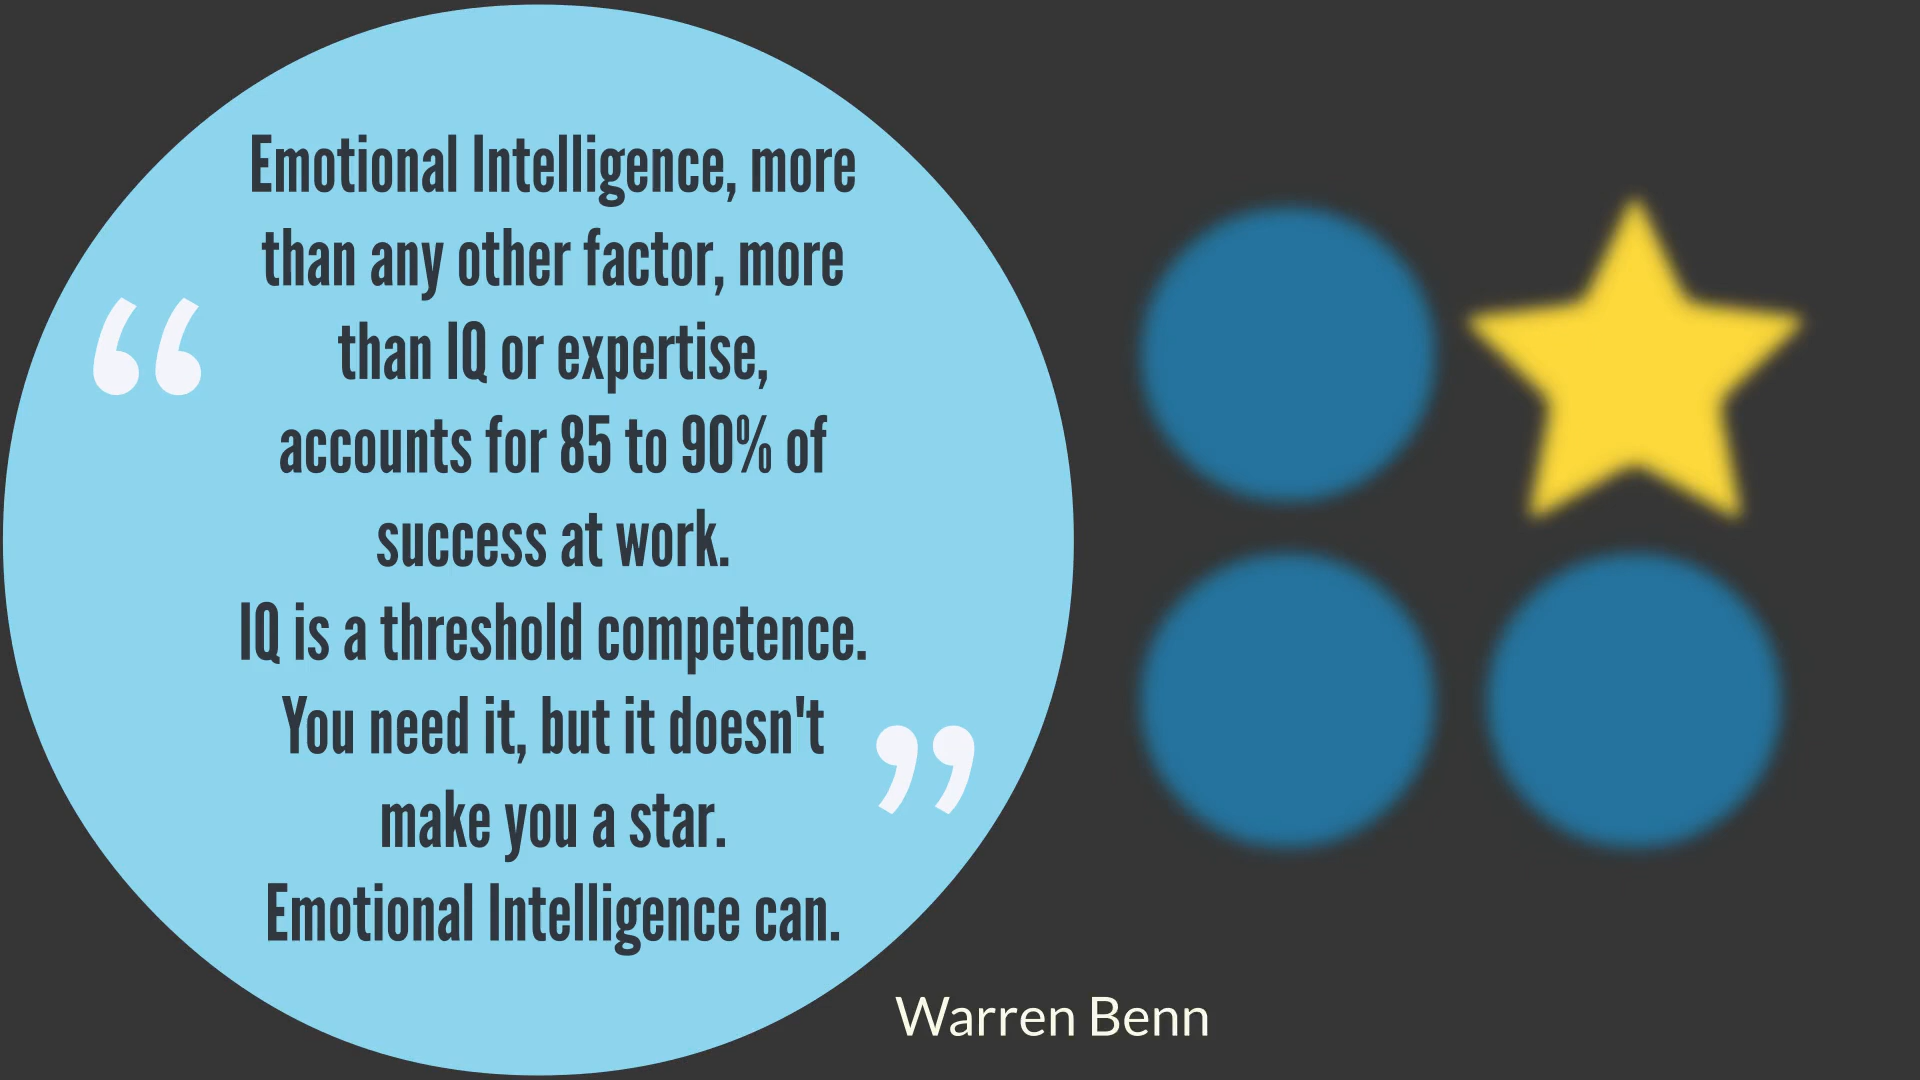 “
Emotional Intelligence, more
than any other factor, more
than IQ or expertise,
accounts for 85 to 90% of
success at work.
IQ is a threshold competence.
You need it, but it doesn't
make you a star.
Emotional Intelligence can.
”
Warren Benn